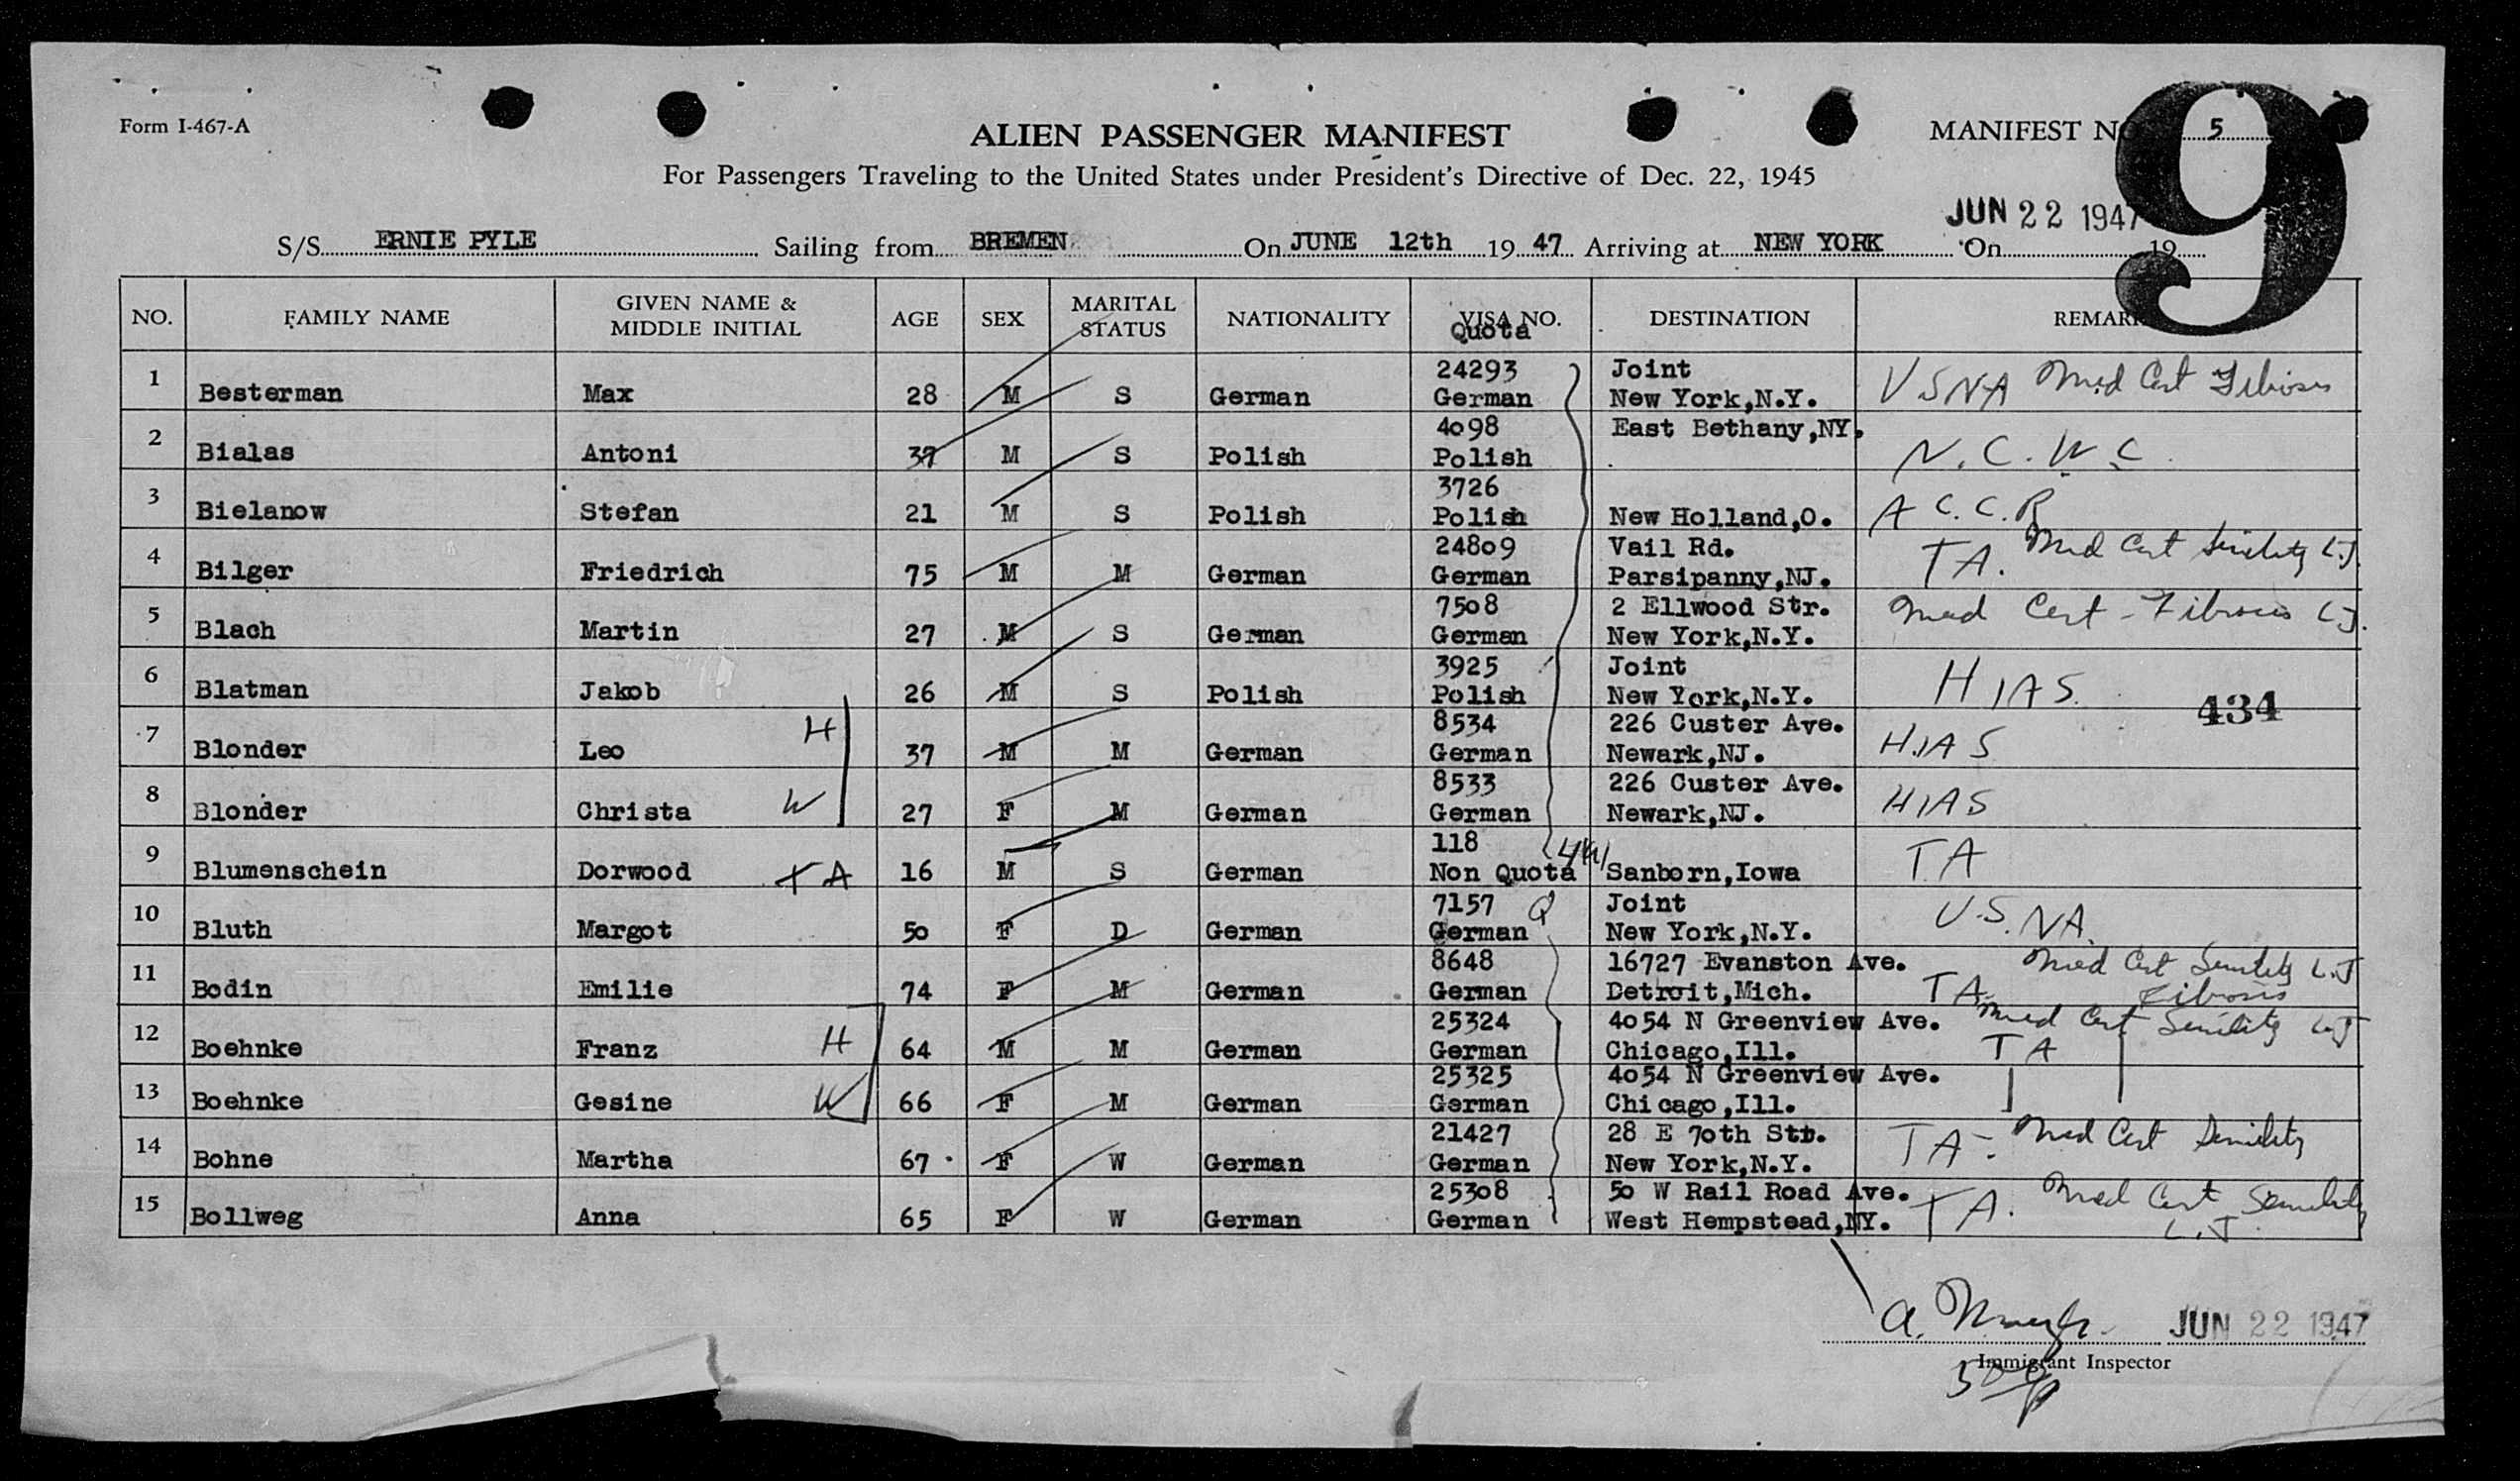 Form I-467-A
ALIEN PASSENGER MANIFEST
MANIFEST NO. 5
9
For Passengers Traveling to the United States under President's Directive of Dec. 22, 1945
JUN 22 1947
S/S ERNIE PYLE Sailing from BREMEN On JUNE 12th 19 47 Arriving at NEW YORK On 19
NO. FAMILY NAME GIVEN NAME & MIDDLE INITIAL AGE SEX MARITAL STATUS NATIONALITY VISA NO. Quota DESTINATION REMARKS
24293 Joint
1 Besterman Max 28 M S German German New York,N.Y. USNA Med Cert Fibrosis
4098 East Bethany,NY.
2 Bialas Antoni 37 M S Polish Polish N.C.W.C.
3726
3 Bielanow Stefan 21 M S Polish Polish New Holland,O. A C.C.R
24809 Vail Rd.
4 Bilger Friedrich 75 M M German German Parsipanny,NJ. TA. Med Cert Senility L.J.
7508 2 Ellwood Str.
5 Blach Martin 27 M S German German New York,N.Y. Med Cert - Fibrosis L.J.
3925 Joint
6 Blatman Jakob 26 M S Polish Polish New York,N.Y. HIAS
434
8534 226 Custer Ave.
7 Blonder Leo H 37 M M German German Newark,NJ. HIAS
8533 226 Custer Ave.
8 Blonder Christa W 27 F M German German Newark,NJ. HIAS
118
9 Blumenschein Dorwood TA 16 M S German Non Quota Sanborn,Iowa TA
7157 Q Joint
10 Bluth Margot 50 F D German German New York,N.Y. U.S.NA.
8648 16727 Evanston Ave. Med Cert Senility L.J
11 Bodin Emilie 74 F M German German Detroit,Mich. TA Fibrosis
25324 4054 N Greenview Ave. Med Cert Senility L.J
12 Boehnke Franz H 64 M M German German Chicago,Ill. TA
25325 4054 N Greenview Ave.
13 Boehnke Gesine W 66 F M German German Chicago,Ill.
21427 28 E 70th Str.
14 Bohne Martha 67 F W German German New York,N.Y. TA - Med Cert Senility
25308 50 W Rail Road Ave.
15 Bollweg Anna 65 F W German German West Hempstead,NY. TA. Med Cert Senility
L.J
A. JUN 22 1947
Immigrant Inspector